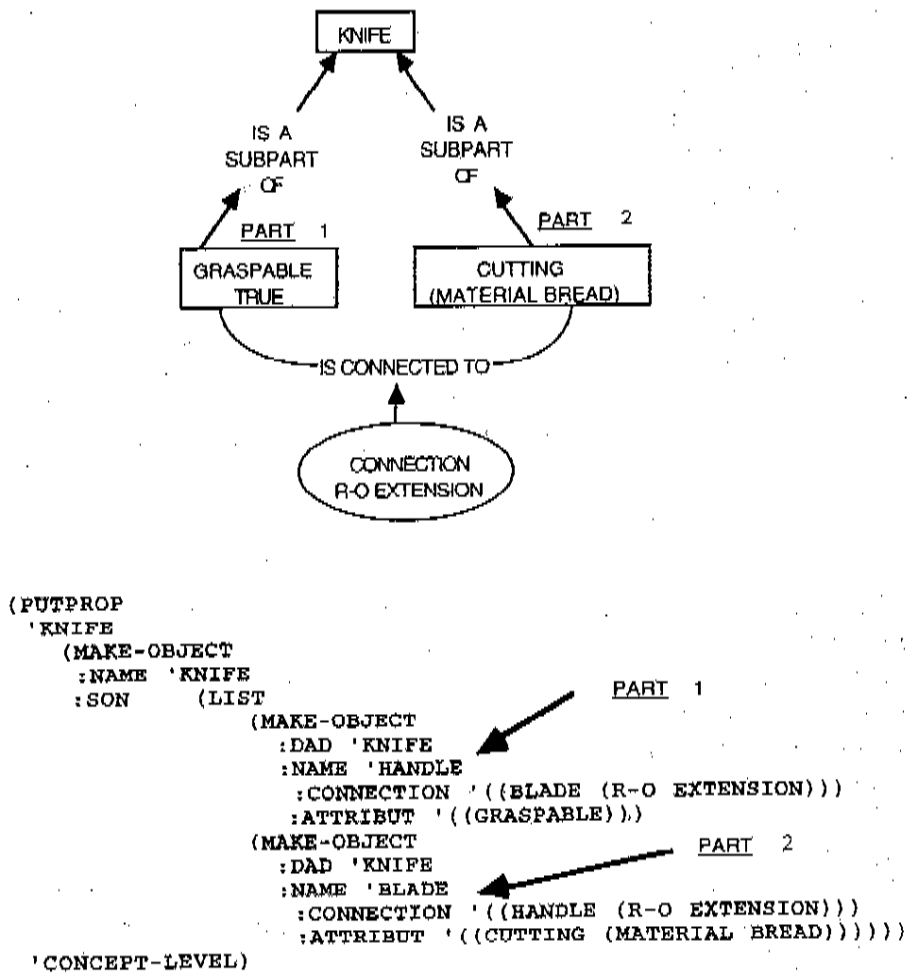 KNIFE
IS A
SUBPART
OF
IS A
SUBPART
OF
PART 1
PART 2
GRASPABLE
TRUE
CUTTING
(MATERIAL BREAD)
IS CONNECTED TO
CONNECTION
R-O EXTENSION
(PUTPROP
'KNIFE
(MAKE-OBJECT
:NAME 'KNIFE
:SON (LIST
PART 1
(MAKE-OBJECT
:DAD 'KNIFE
:NAME 'HANDLE
:CONNECTION '((BLADE (R-O EXTENSION)))
:ATTRIBUT '((GRASPABLE)))
(MAKE-OBJECT
PART 2
:DAD 'KNIFE
:NAME 'BLADE
:CONNECTION '((HANDLE (R-O EXTENSION)))
:ATTRIBUT '((CUTTING (MATERIAL BREAD))))))
'CONCEPT-LEVEL)